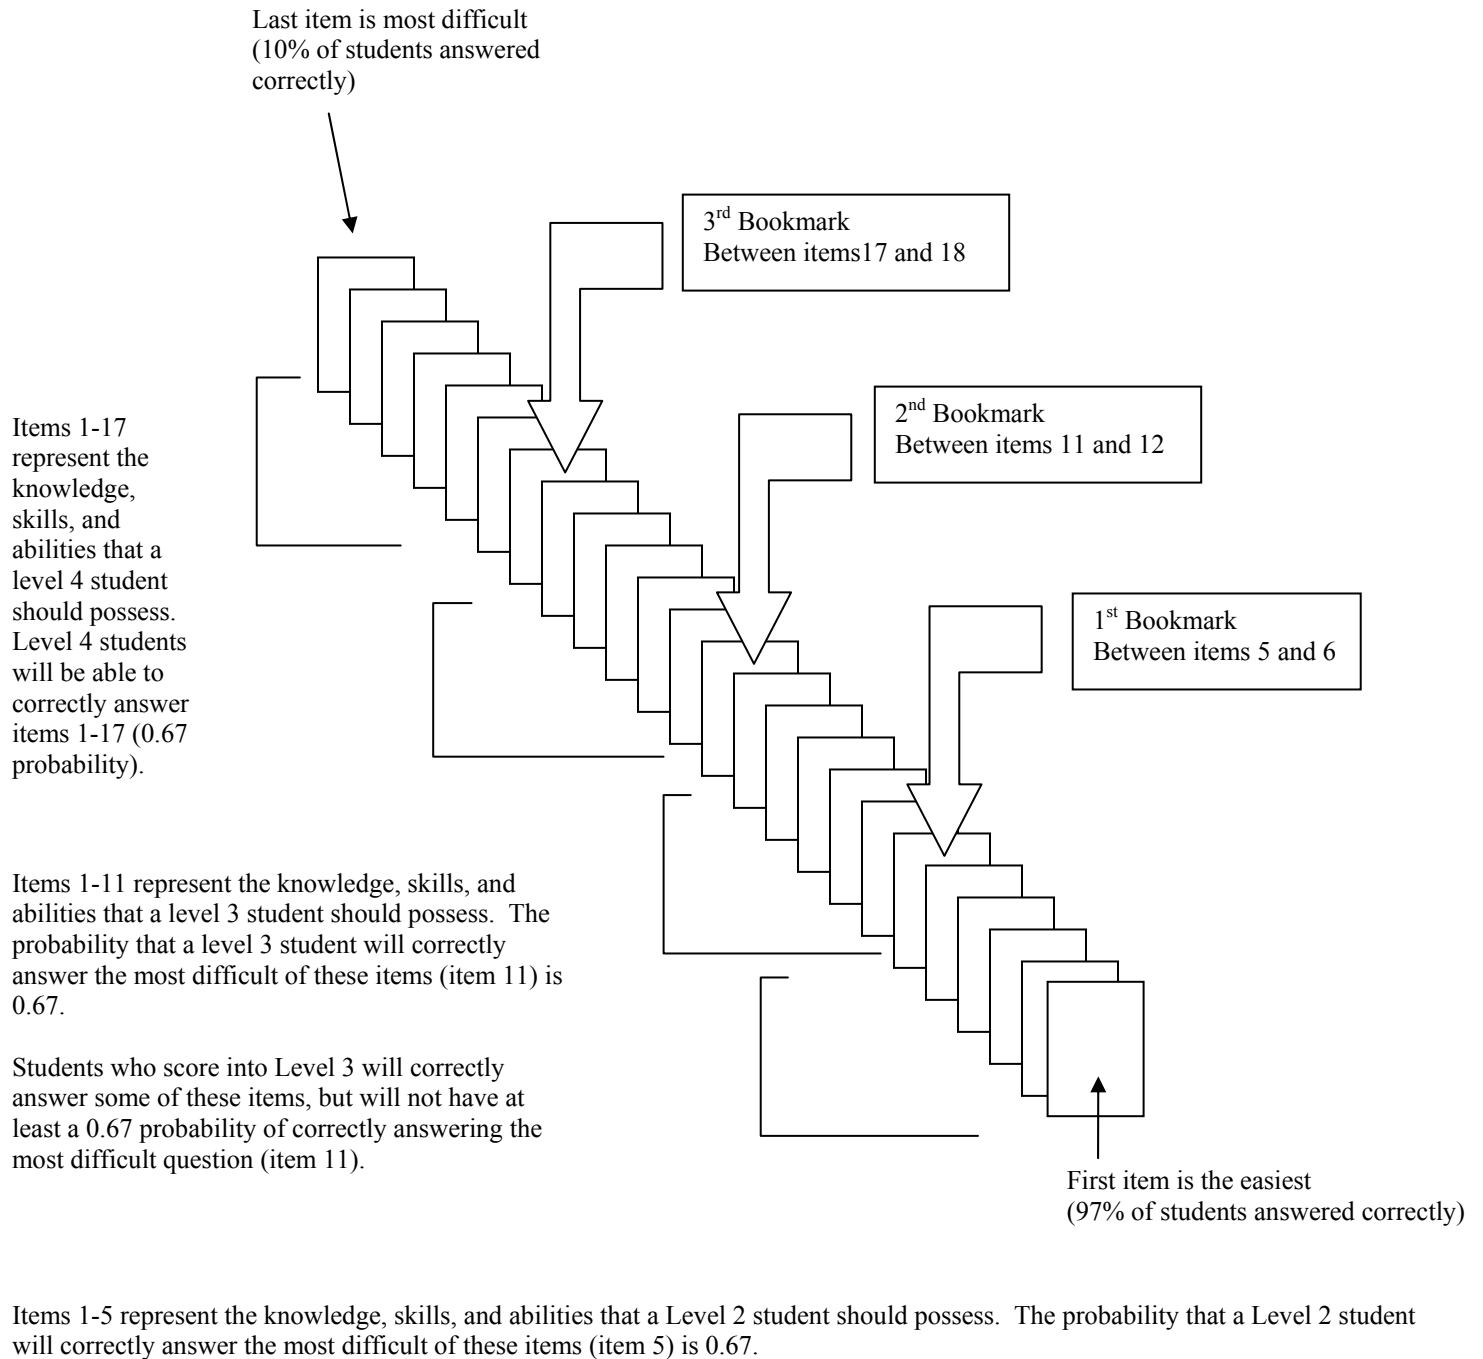 Last item is most difficult
(10% of students answered
correctly)
3rd Bookmark
Between items17 and 18
2nd Bookmark
Between items 11 and 12
Items 1-17
represent the
knowledge,
skills, and
abilities that a
level 4 student
should possess.
Level 4 students
will be able to
correctly answer
items 1-17 (0.67
probability).
1st Bookmark
Between items 5 and 6
Items 1-11 represent the knowledge, skills, and
abilities that a level 3 student should possess.  The
probability that a level 3 student will correctly
answer the most difficult of these items (item 11) is
0.67.
Students who score into Level 3 will correctly
answer some of these items, but will not have at
least a 0.67 probability of correctly answering the
most difficult question (item 11).
First item is the easiest
(97% of students answered correctly)
Items 1-5 represent the knowledge, skills, and abilities that a Level 2 student should possess.  The probability that a Level 2 student
will correctly answer the most difficult of these items (item 5) is 0.67.